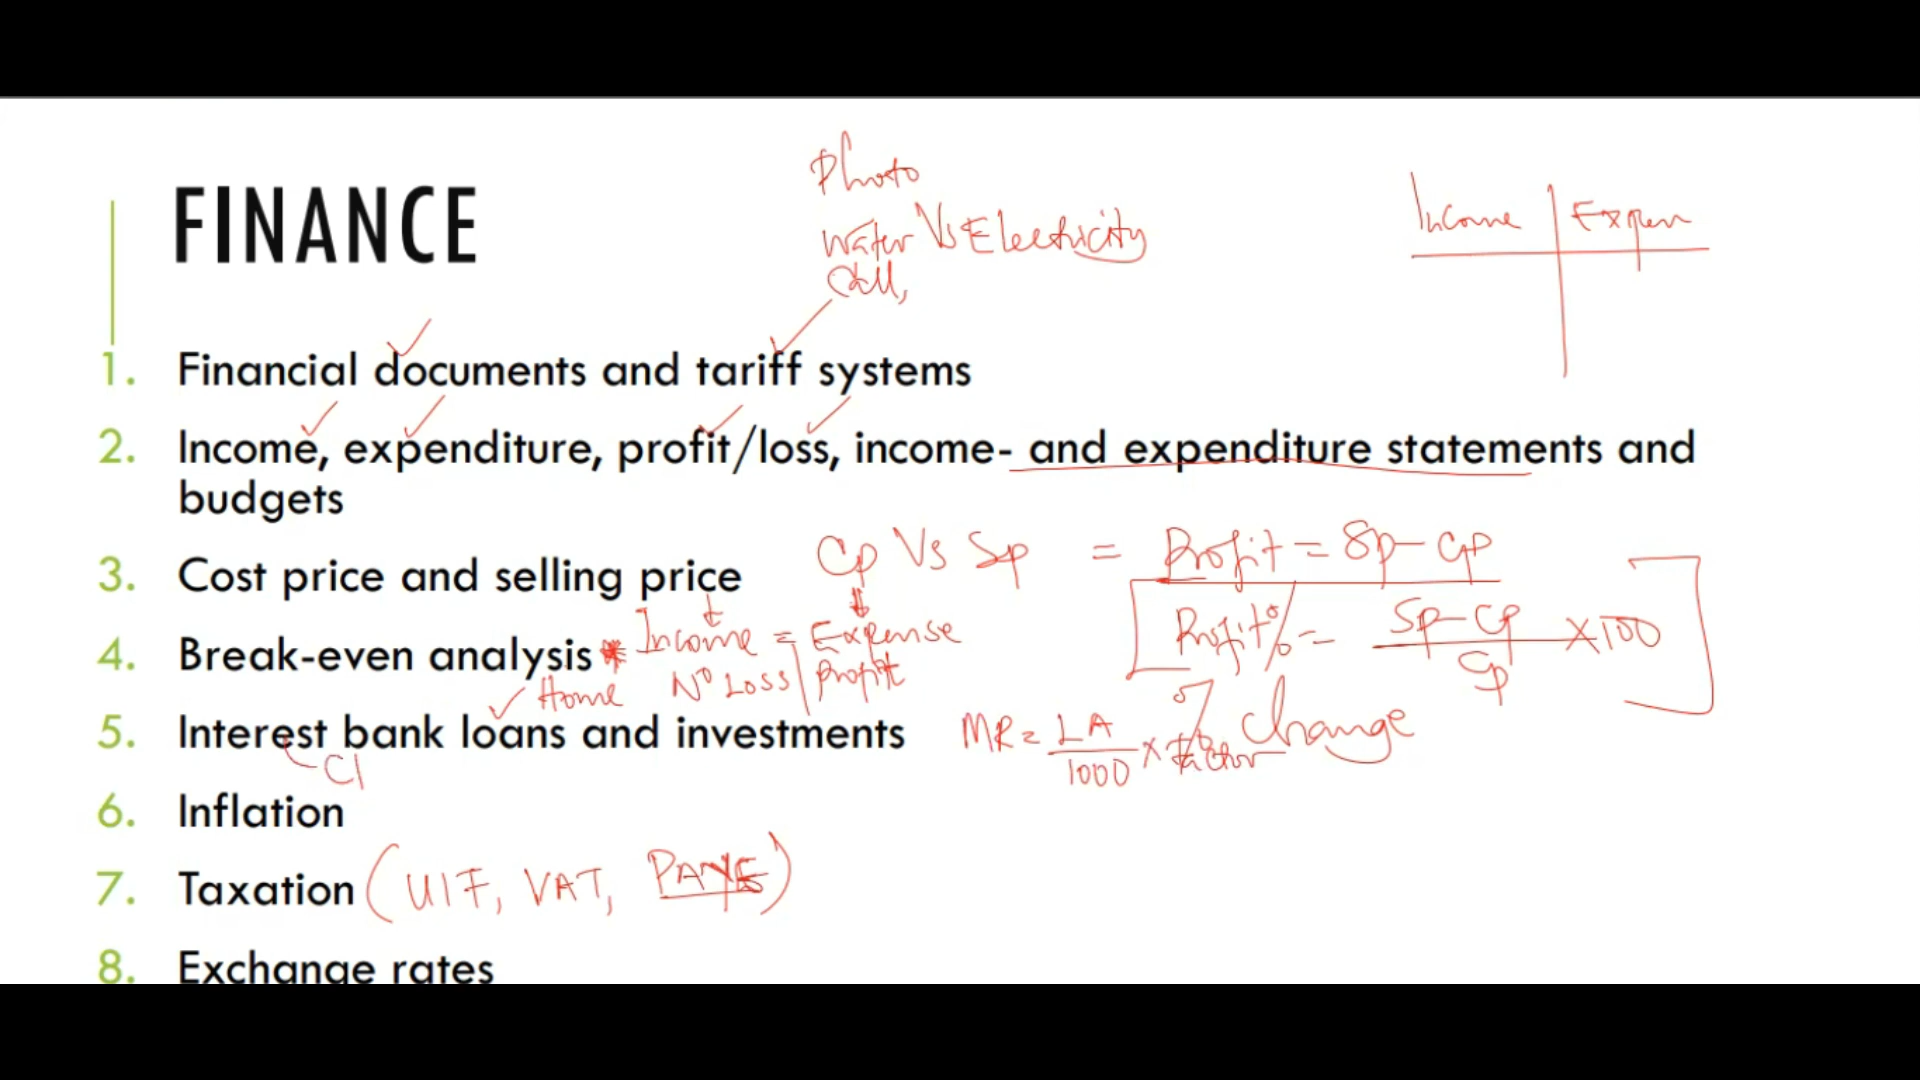 Photo
FINANCE
Income Expen
Water Vs Electricity
Call,
1. Financial documents and tariff systems
2. Income, expenditure, profit/loss, income- and expenditure statements and
budgets
Cp Vs Sp = Profit = Sp - CP
3. Cost price and selling price
Income = Expense
Profit% = Sp - Cp / Cp × 100
4. Break-even analysis *
Home No Loss Profit
5. Interest bank loans and investments
MR = LA / 1000 × Factor
% Change
CI
6. Inflation
7. Taxation (UIF, VAT, PAYE)
8. Exchange rates